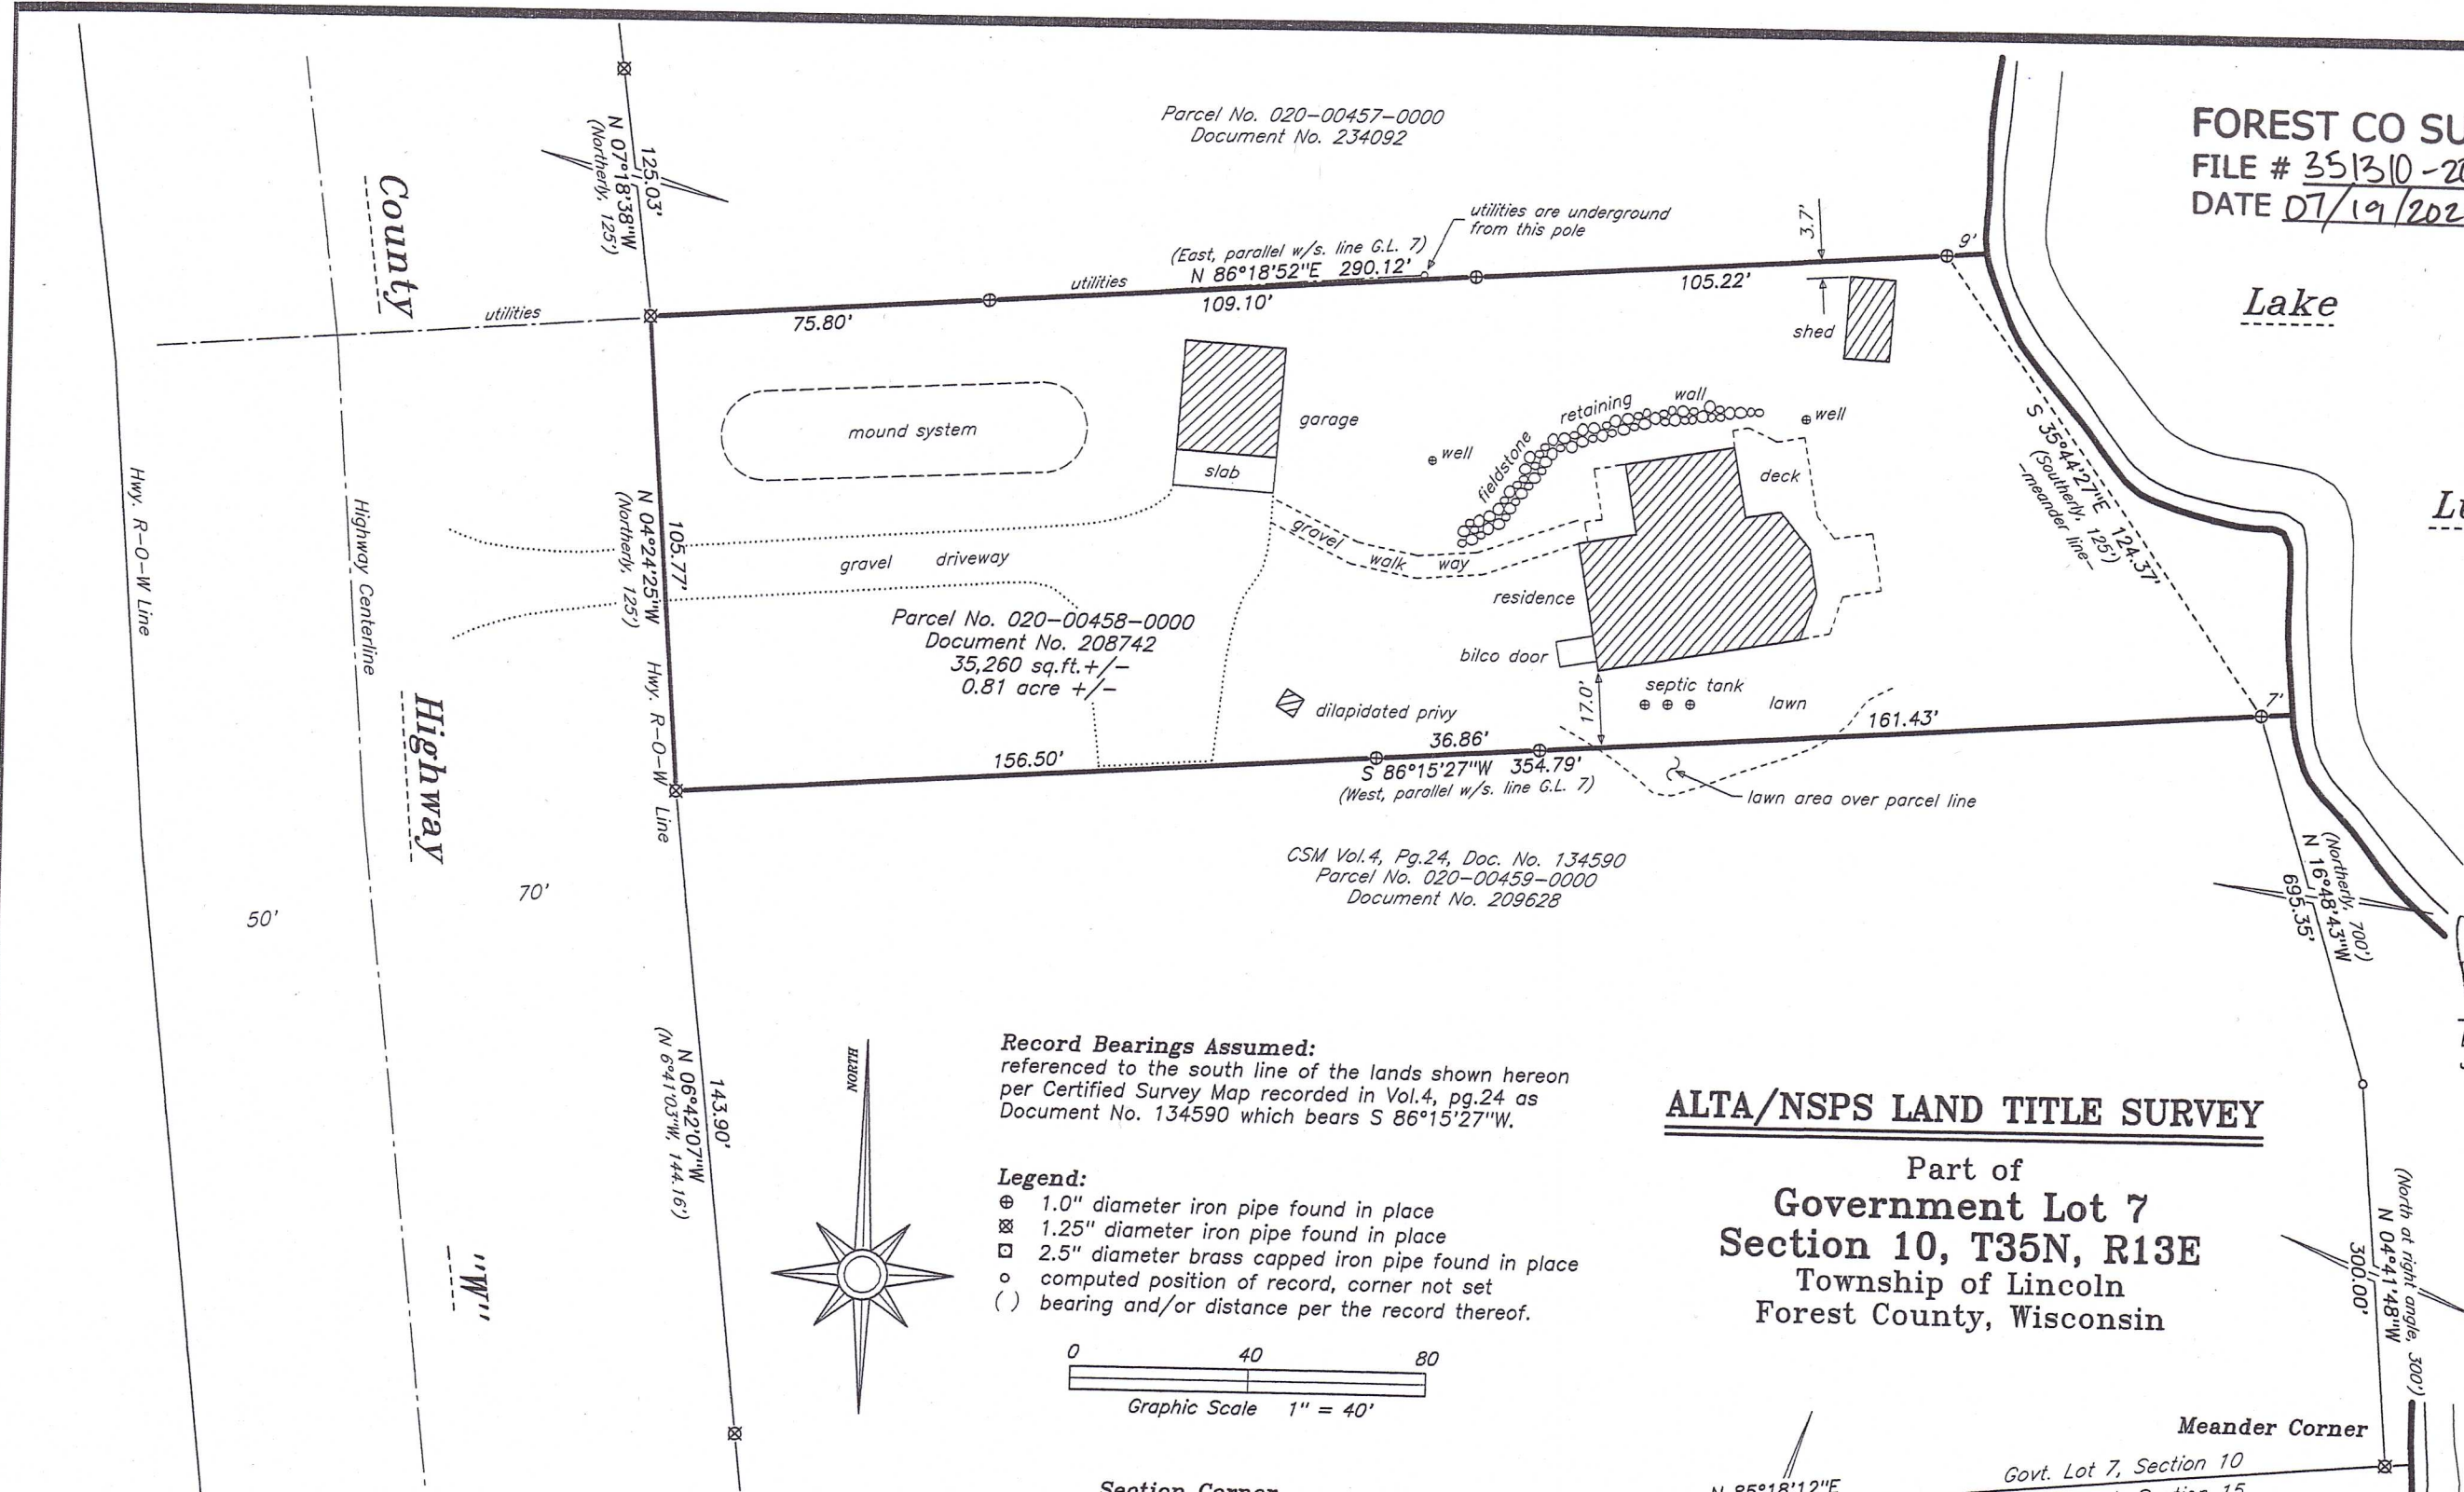 Parcel No. 020-00457-0000
Document No. 234092
FOREST CO
FILE # 351310-
DATE 07/19/202
Lake
125.03'
N 07°18'38"W
(Northerly, 125')
County
Highway
"W"
utilities are underground
from this pole
(East, parallel w/s. line G.L. 7)
N 86°18'52"E 290.12'
utilities
utilities
75.80'
109.10'
105.22'
3.7'
9'
shed
mound system
garage
slab
well
well
fieldstone retaining wall
deck
S 35°44'27"E 124.37'
(Southerly, 125')
-meander line-
Hwy. R-O-W Line
Highway Centerline
N 04°24'25"W
105.77'
(Northerly, 125')
Hwy. R-O-W Line
gravel driveway
gravel walk way
residence
bilco door
Parcel No. 020-00458-0000
Document No. 208742
35,260 sq.ft.+/-
0.81 acre +/-
dilapidated privy
17.0'
septic tank
lawn
7'
156.50'
36.86'
161.43'
S 86°15'27"W 354.79'
(West, parallel w/s. line G.L. 7)
lawn area over parcel line
CSM Vol.4, Pg.24, Doc. No. 134590
Parcel No. 020-00459-0000
Document No. 209628
50'
70'
(Northerly, 700')
N 16°48'43"W
695.35'
143.90'
N 06°42'07"W
(N 6°41'03"W, 144.16')
NORTH
Record Bearings Assumed:
referenced to the south line of the lands shown hereon
per Certified Survey Map recorded in Vol.4, pg.24 as
Document No. 134590 which bears S 86°15'27"W.
Legend:
1.0" diameter iron pipe found in place
1.25" diameter iron pipe found in place
2.5" diameter brass capped iron pipe found in place
computed position of record, corner not set
( ) bearing and/or distance per the record thereof.
0 40 80
Graphic Scale 1" = 40'
ALTA/NSPS LAND TITLE SURVEY
Part of
Government Lot 7
Section 10, T35N, R13E
Township of Lincoln
Forest County, Wisconsin
(North at right angle, 300')
N 04°41'48"W
300.00'
Meander Corner
Govt. Lot 7, Section 10
Section 15
N 85°18'12"E
Section Corner